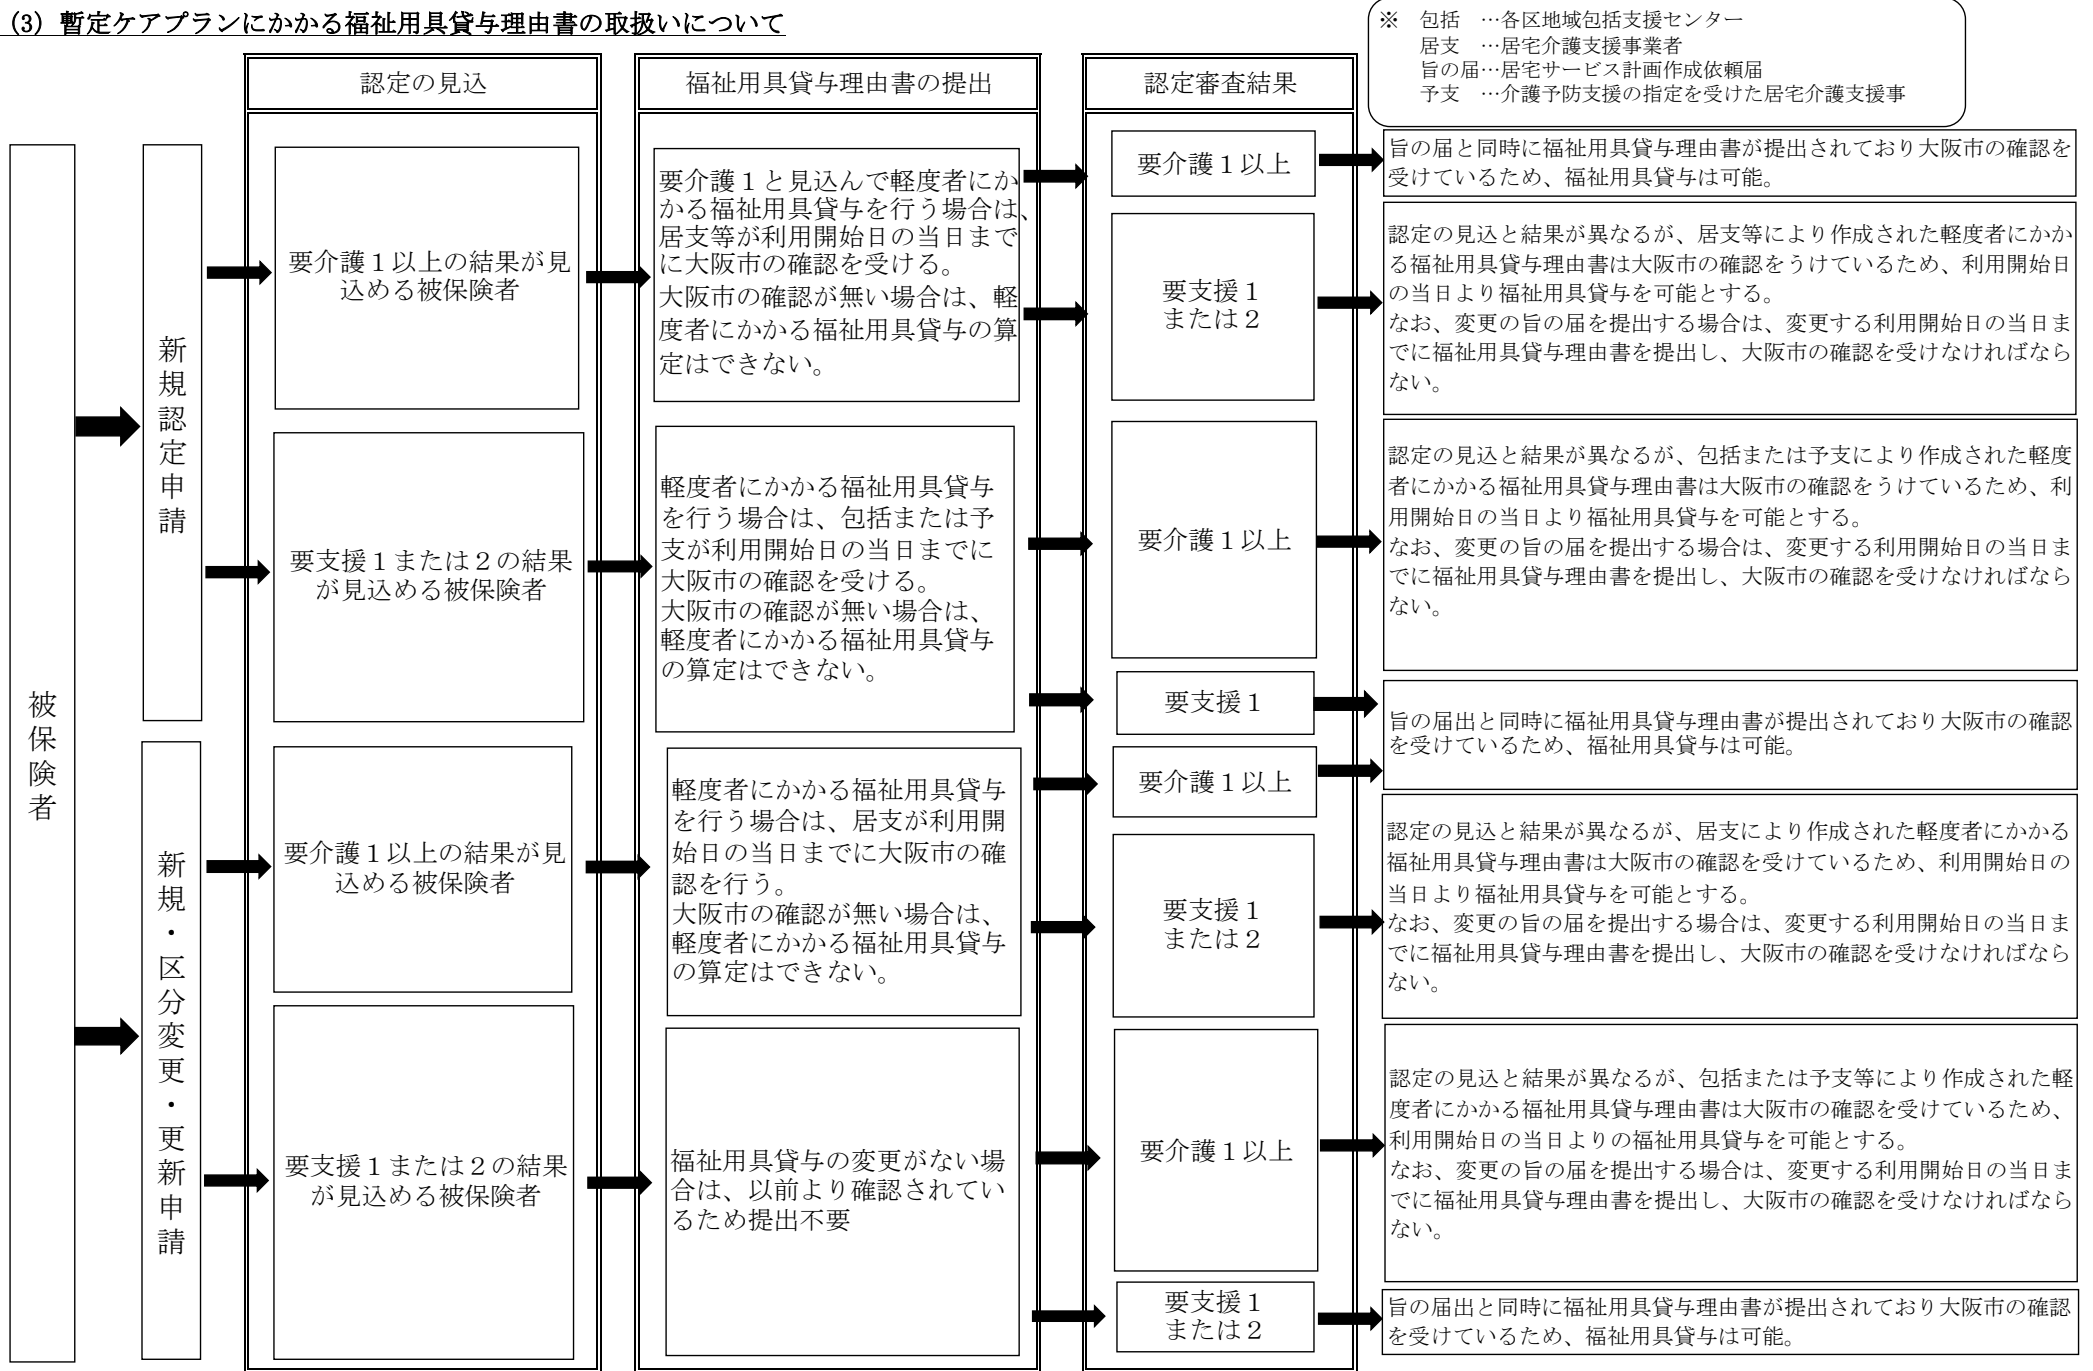 (3) 暫定ケアプランにかかる福祉用具貸与理由書の取扱いについて
※　包括　…各区地域包括支援センター
居支　…居宅介護支援事業者
旨の届…居宅サービス計画作成依頼届
予支　…介護予防支援の指定を受けた居宅介護支援事
認定の見込
福祉用具貸与理由書の提出
認定審査結果
被保険者
新規認定申請
要介護１以上の結果が見
込める被保険者
要介護１と見込んで軽度者にか
かる福祉用具貸与を行う場合は、
居支等が利用開始日の当日まで
に大阪市の確認を受ける。
大阪市の確認が無い場合は、軽
度者にかかる福祉用具貸与の算
定はできない。
要介護１以上
旨の届と同時に福祉用具貸与理由書が提出されており大阪市の確認を
受けているため、福祉用具貸与は可能。
要支援１
または２
認定の見込と結果が異なるが、居支等により作成された軽度者にかか
る福祉用具貸与理由書は大阪市の確認をうけているため、利用開始日
の当日より福祉用具貸与を可能とする。
なお、変更の旨の届を提出する場合は、変更する利用開始日の当日ま
でに福祉用具貸与理由書を提出し、大阪市の確認を受けなければなら
ない。
要支援１または２の結果
が見込める被保険者
軽度者にかかる福祉用具貸与
を行う場合は、包括または予
支が利用開始日の当日までに
大阪市の確認を受ける。
大阪市の確認が無い場合は、
軽度者にかかる福祉用具貸与
の算定はできない。
要介護１以上
認定の見込と結果が異なるが、包括または予支により作成された軽度
者にかかる福祉用具貸与理由書は大阪市の確認をうけているため、利
用開始日の当日より福祉用具貸与を可能とする。
なお、変更の旨の届を提出する場合は、変更する利用開始日の当日ま
でに福祉用具貸与理由書を提出し、大阪市の確認を受けなければなら
ない。
要支援１
旨の届出と同時に福祉用具貸与理由書が提出されており大阪市の確認
を受けているため、福祉用具貸与は可能。
新規・区分変更・更新申請
要介護１以上の結果が見
込める被保険者
軽度者にかかる福祉用具貸与
を行う場合は、居支が利用開
始日の当日までに大阪市の確
認を行う。
大阪市の確認が無い場合は、
軽度者にかかる福祉用具貸与
の算定はできない。
要介護１以上
要支援１
または２
認定の見込と結果が異なるが、居支により作成された軽度者にかかる
福祉用具貸与理由書は大阪市の確認を受けているため、利用開始日の
当日より福祉用具貸与を可能とする。
なお、変更の旨の届を提出する場合は、変更する利用開始日の当日ま
でに福祉用具貸与理由書を提出し、大阪市の確認を受けなければなら
ない。
要支援１または２の結果
が見込める被保険者
福祉用具貸与の変更がない場
合は、以前より確認されてい
るため提出不要
要介護１以上
認定の見込と結果が異なるが、包括または予支等により作成された軽
度者にかかる福祉用具貸与理由書は大阪市の確認を受けているため、
利用開始日の当日よりの福祉用具貸与を可能とする。
なお、変更の旨の届を提出する場合は、変更する利用開始日の当日ま
でに福祉用具貸与理由書を提出し、大阪市の確認を受けなければなら
ない。
要支援１
または２
旨の届出と同時に福祉用具貸与理由書が提出されており大阪市の確認
を受けているため、福祉用具貸与は可能。